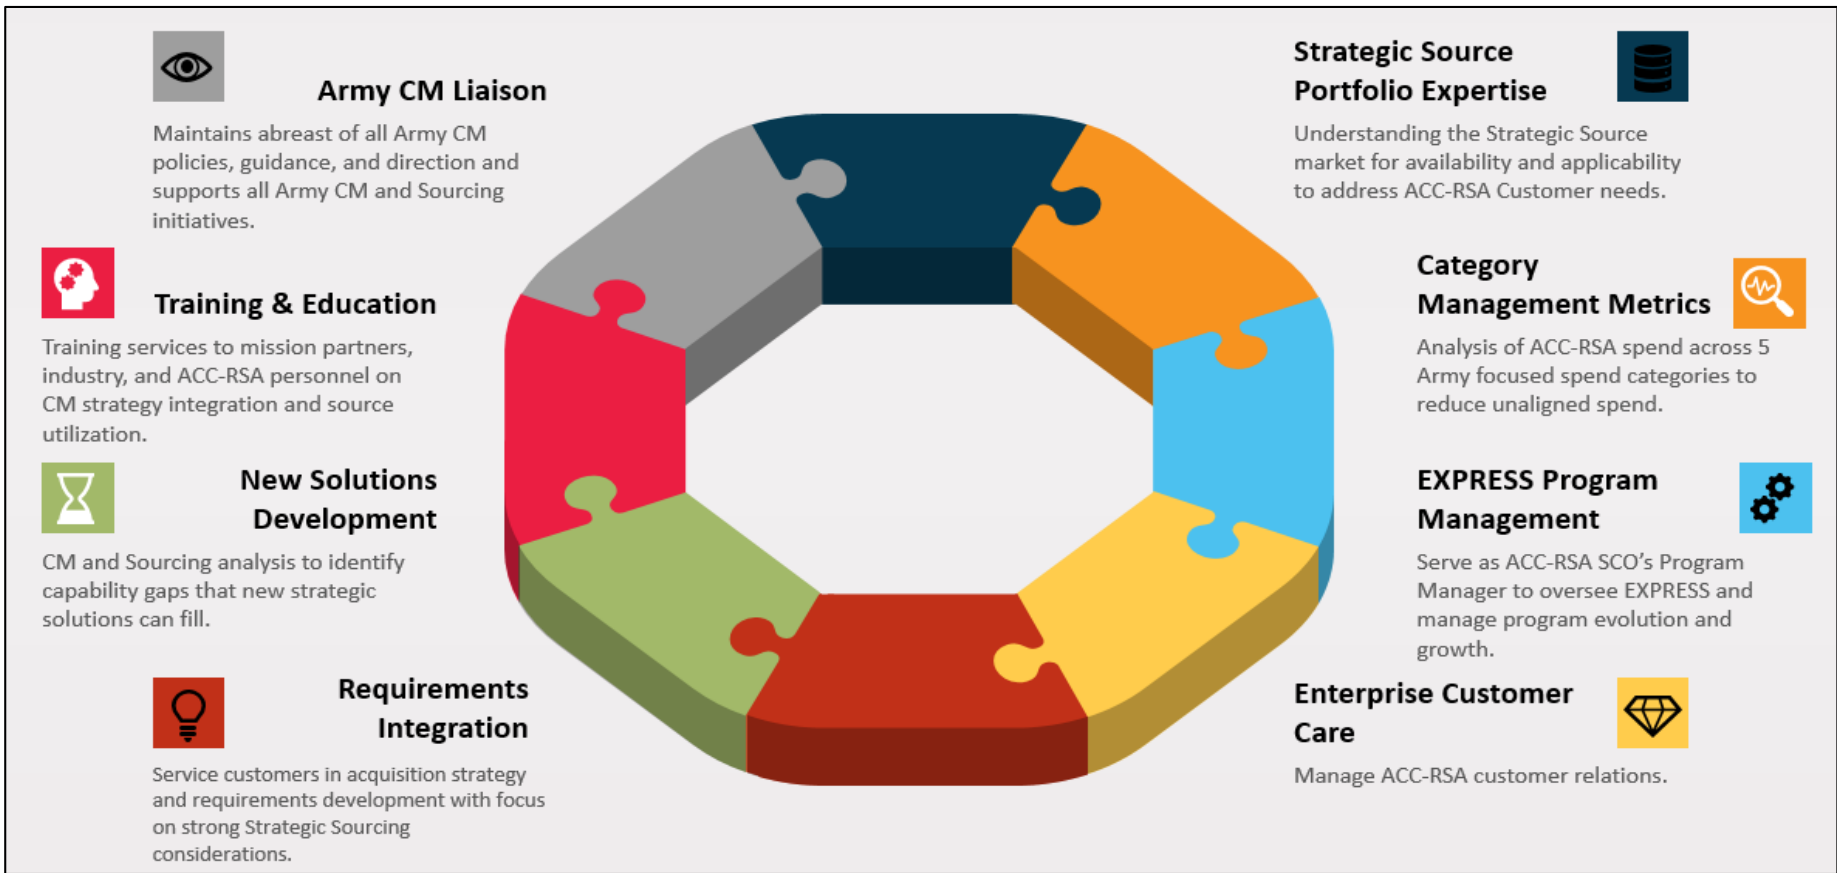 Army CM Liaison
Maintains abreast of all Army CM
policies, guidance, and direction and
supports all Army CM and Sourcing
initiatives.
Training & Education
Training services to mission partners,
industry, and ACC-RSA personnel on
CM strategy integration and source
utilization.
New Solutions
Development
CM and Sourcing analysis to identify
capability gaps that new strategic
solutions can fill.
Requirements
Integration
Service customers in acquisition strategy
and requirements development with focus
on strong Strategic Sourcing
considerations.
Strategic Source
Portfolio Expertise
Understanding the Strategic Source
market for availability and applicability
to address ACC-RSA Customer needs.
Category
Management Metrics
Analysis of ACC-RSA spend across 5
Army focused spend categories to
reduce unaligned spend.
EXPRESS Program
Management
Serve as ACC-RSA SCO’s Program
Manager to oversee EXPRESS and
manage program evolution and
growth.
Enterprise Customer
Care
Manage ACC-RSA customer relations.